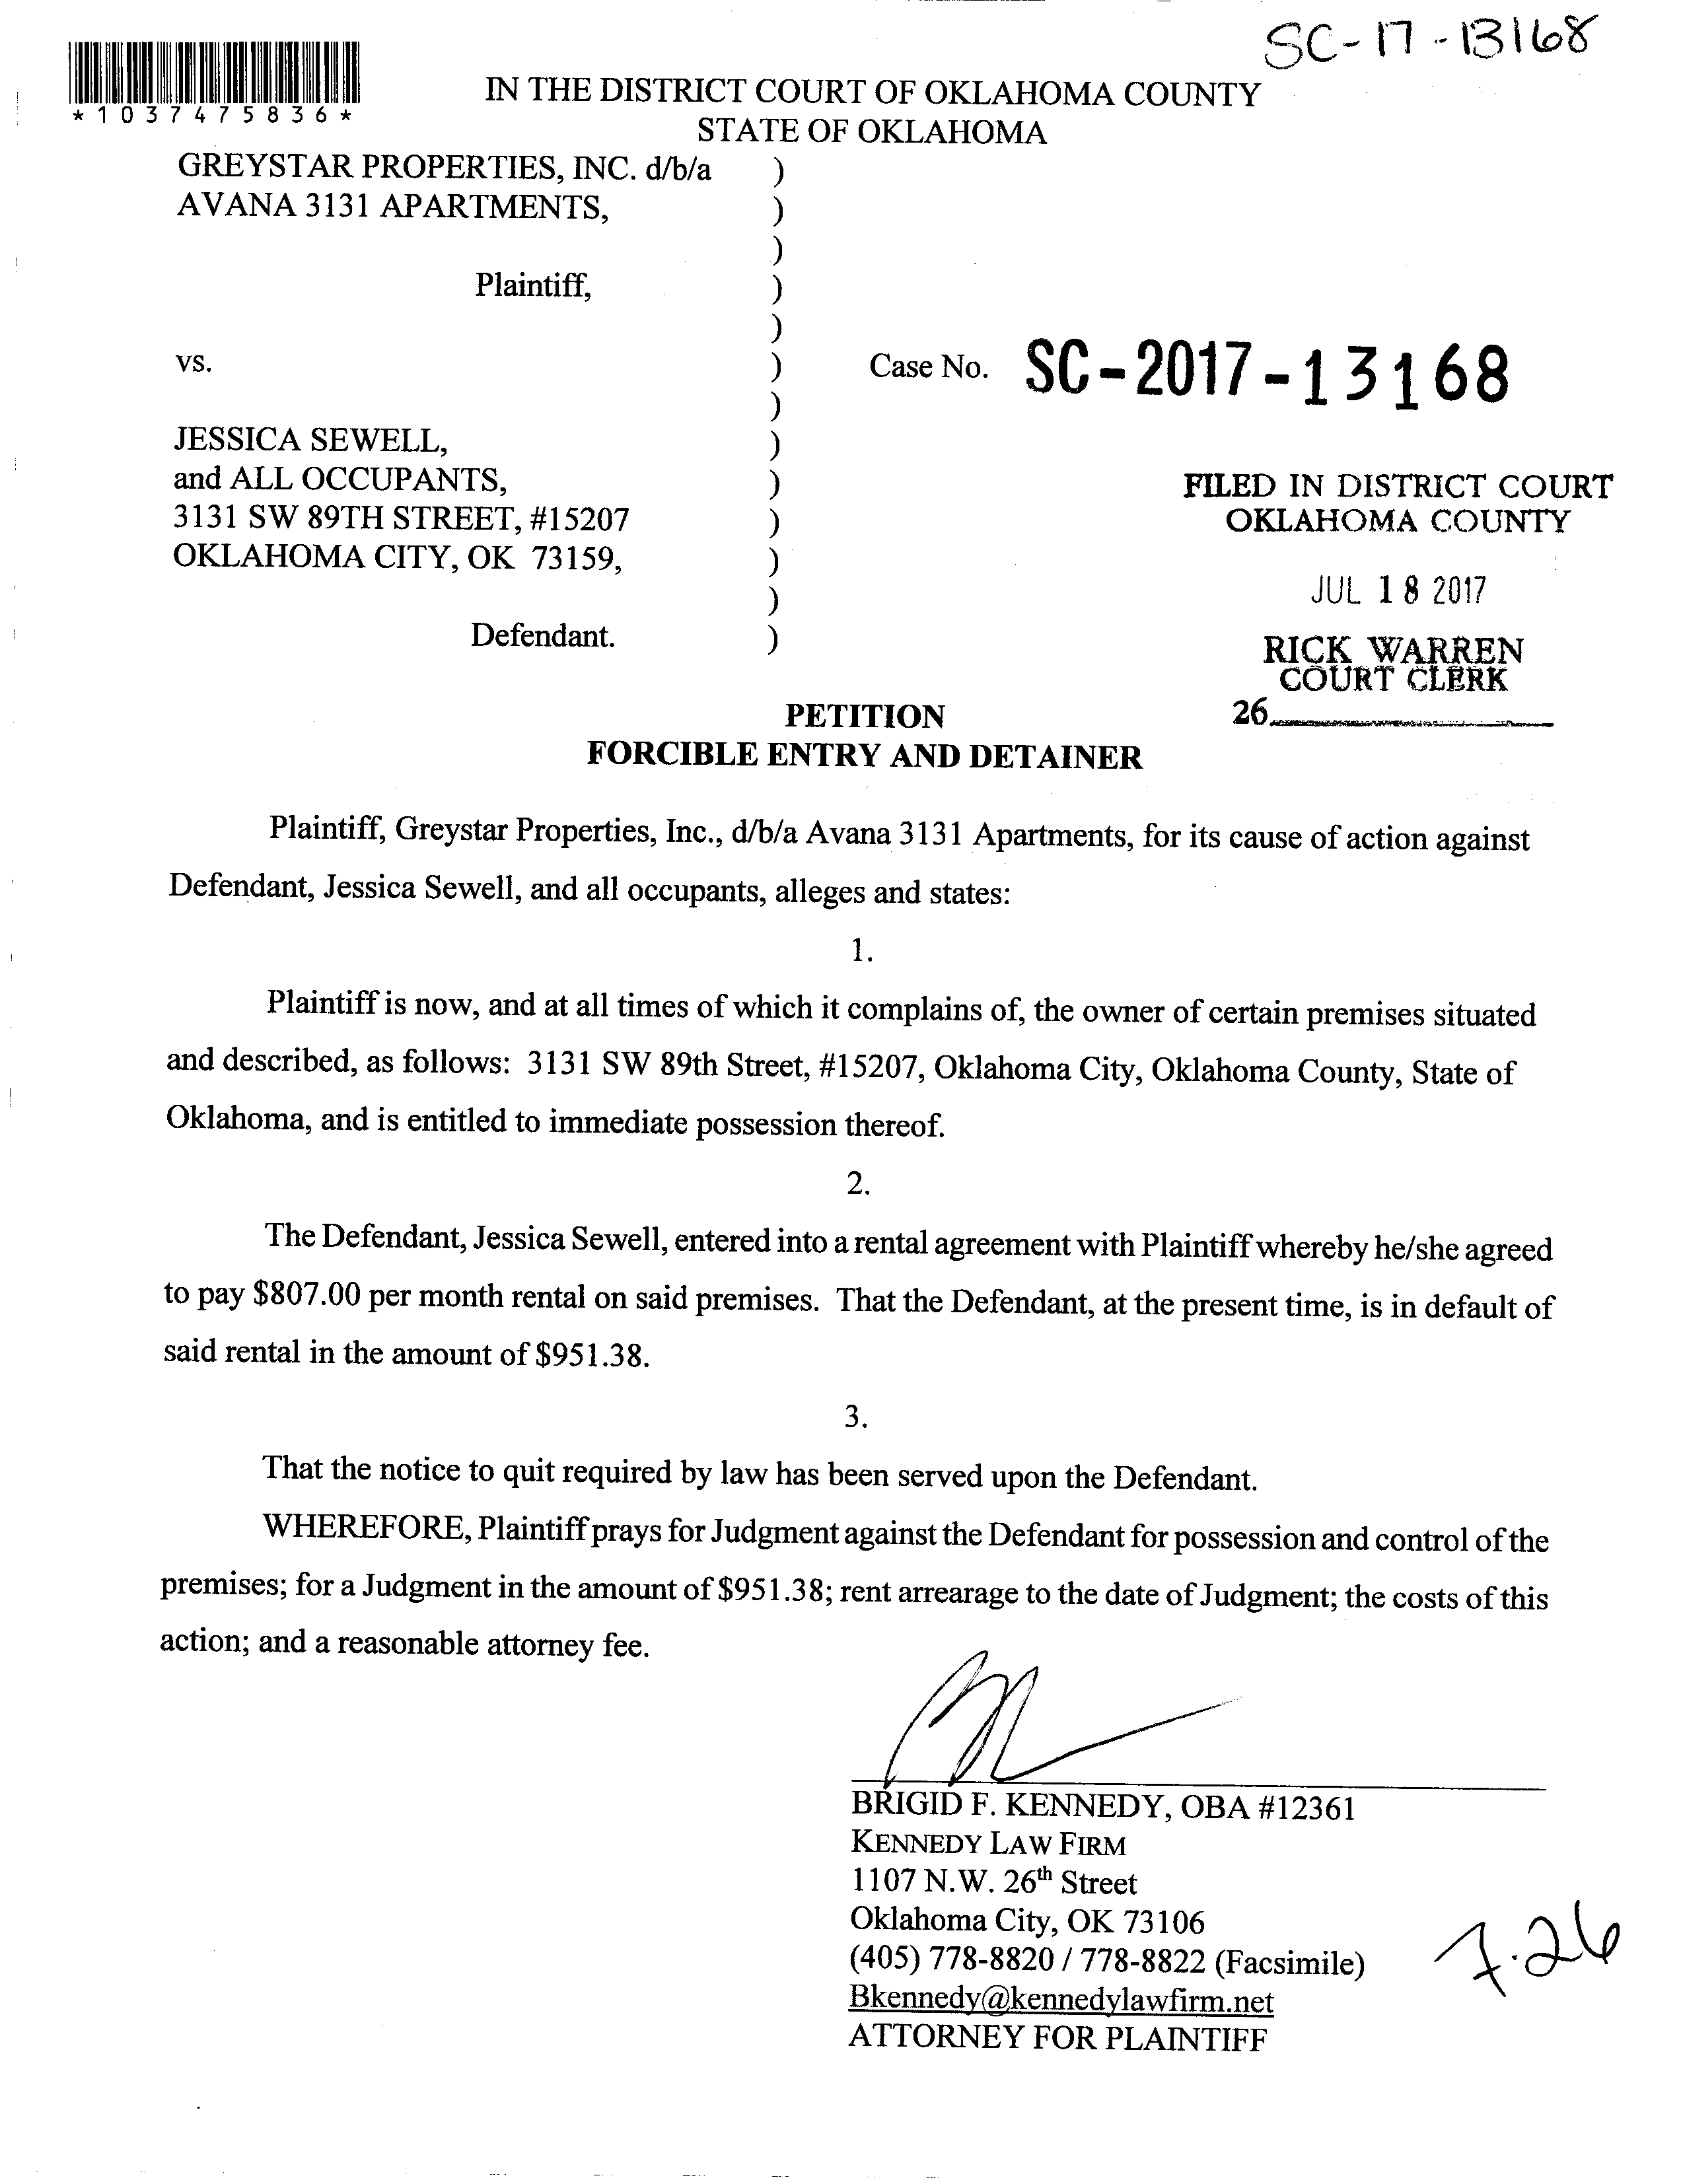 SC-17-13168
*1037475836*
IN THE DISTRICT COURT OF OKLAHOMA COUNTY
STATE OF OKLAHOMA
GREYSTAR PROPERTIES, INC. d/b/a )
AVANA 3131 APARTMENTS, )
)
Plaintiff, )
)
vs. ) Case No. SC-2017-13168
)
JESSICA SEWELL, )
and ALL OCCUPANTS, )
3131 SW 89TH STREET, #15207 )
OKLAHOMA CITY, OK 73159, )
)
Defendant. )
FILED IN DISTRICT COURT
OKLAHOMA COUNTY
JUL 18 2017
RICK WARREN
COURT CLERK
26
PETITION
FORCIBLE ENTRY AND DETAINER
Plaintiff, Greystar Properties, Inc., d/b/a Avana 3131 Apartments, for its cause of action against
Defendant, Jessica Sewell, and all occupants, alleges and states:
1.
Plaintiff is now, and at all times of which it complains of, the owner of certain premises situated
and described, as follows: 3131 SW 89th Street, #15207, Oklahoma City, Oklahoma County, State of
Oklahoma, and is entitled to immediate possession thereof.
2.
The Defendant, Jessica Sewell, entered into a rental agreement with Plaintiff whereby he/she agreed
to pay $807.00 per month rental on said premises. That the Defendant, at the present time, is in default of
said rental in the amount of $951.38.
3.
That the notice to quit required by law has been served upon the Defendant.
WHEREFORE, Plaintiff prays for Judgment against the Defendant for possession and control of the
premises; for a Judgment in the amount of $951.38; rent arrearage to the date of Judgment; the costs of this
action; and a reasonable attorney fee.
BRIGID F. KENNEDY, OBA #12361
KENNEDY LAW FIRM
1107 N.W. 26th Street
Oklahoma City, OK 73106
(405) 778-8820 / 778-8822 (Facsimile)
Bkennedy@kennedylawfirm.net
ATTORNEY FOR PLAINTIFF
7.26